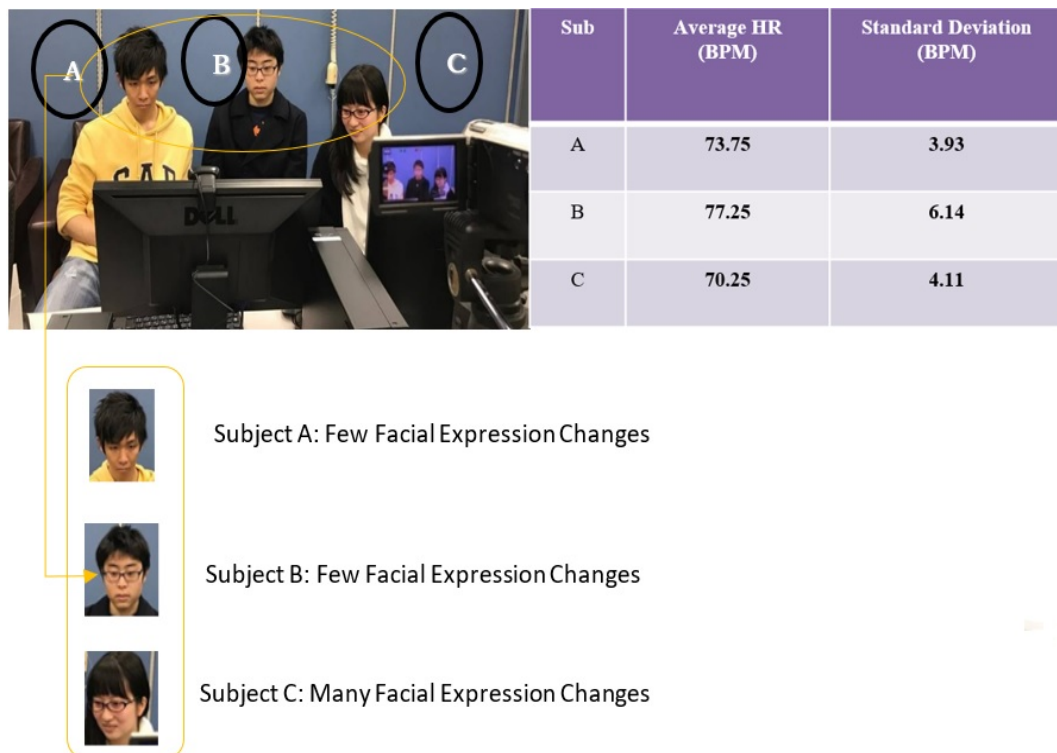 A
B
C
GAP
DELL
Sub Average HR (BPM) Standard Deviation (BPM)
A 73.75 3.93
B 77.25 6.14
C 70.25 4.11
Subject A: Few Facial Expression Changes
Subject B: Few Facial Expression Changes
Subject C: Many Facial Expression Changes